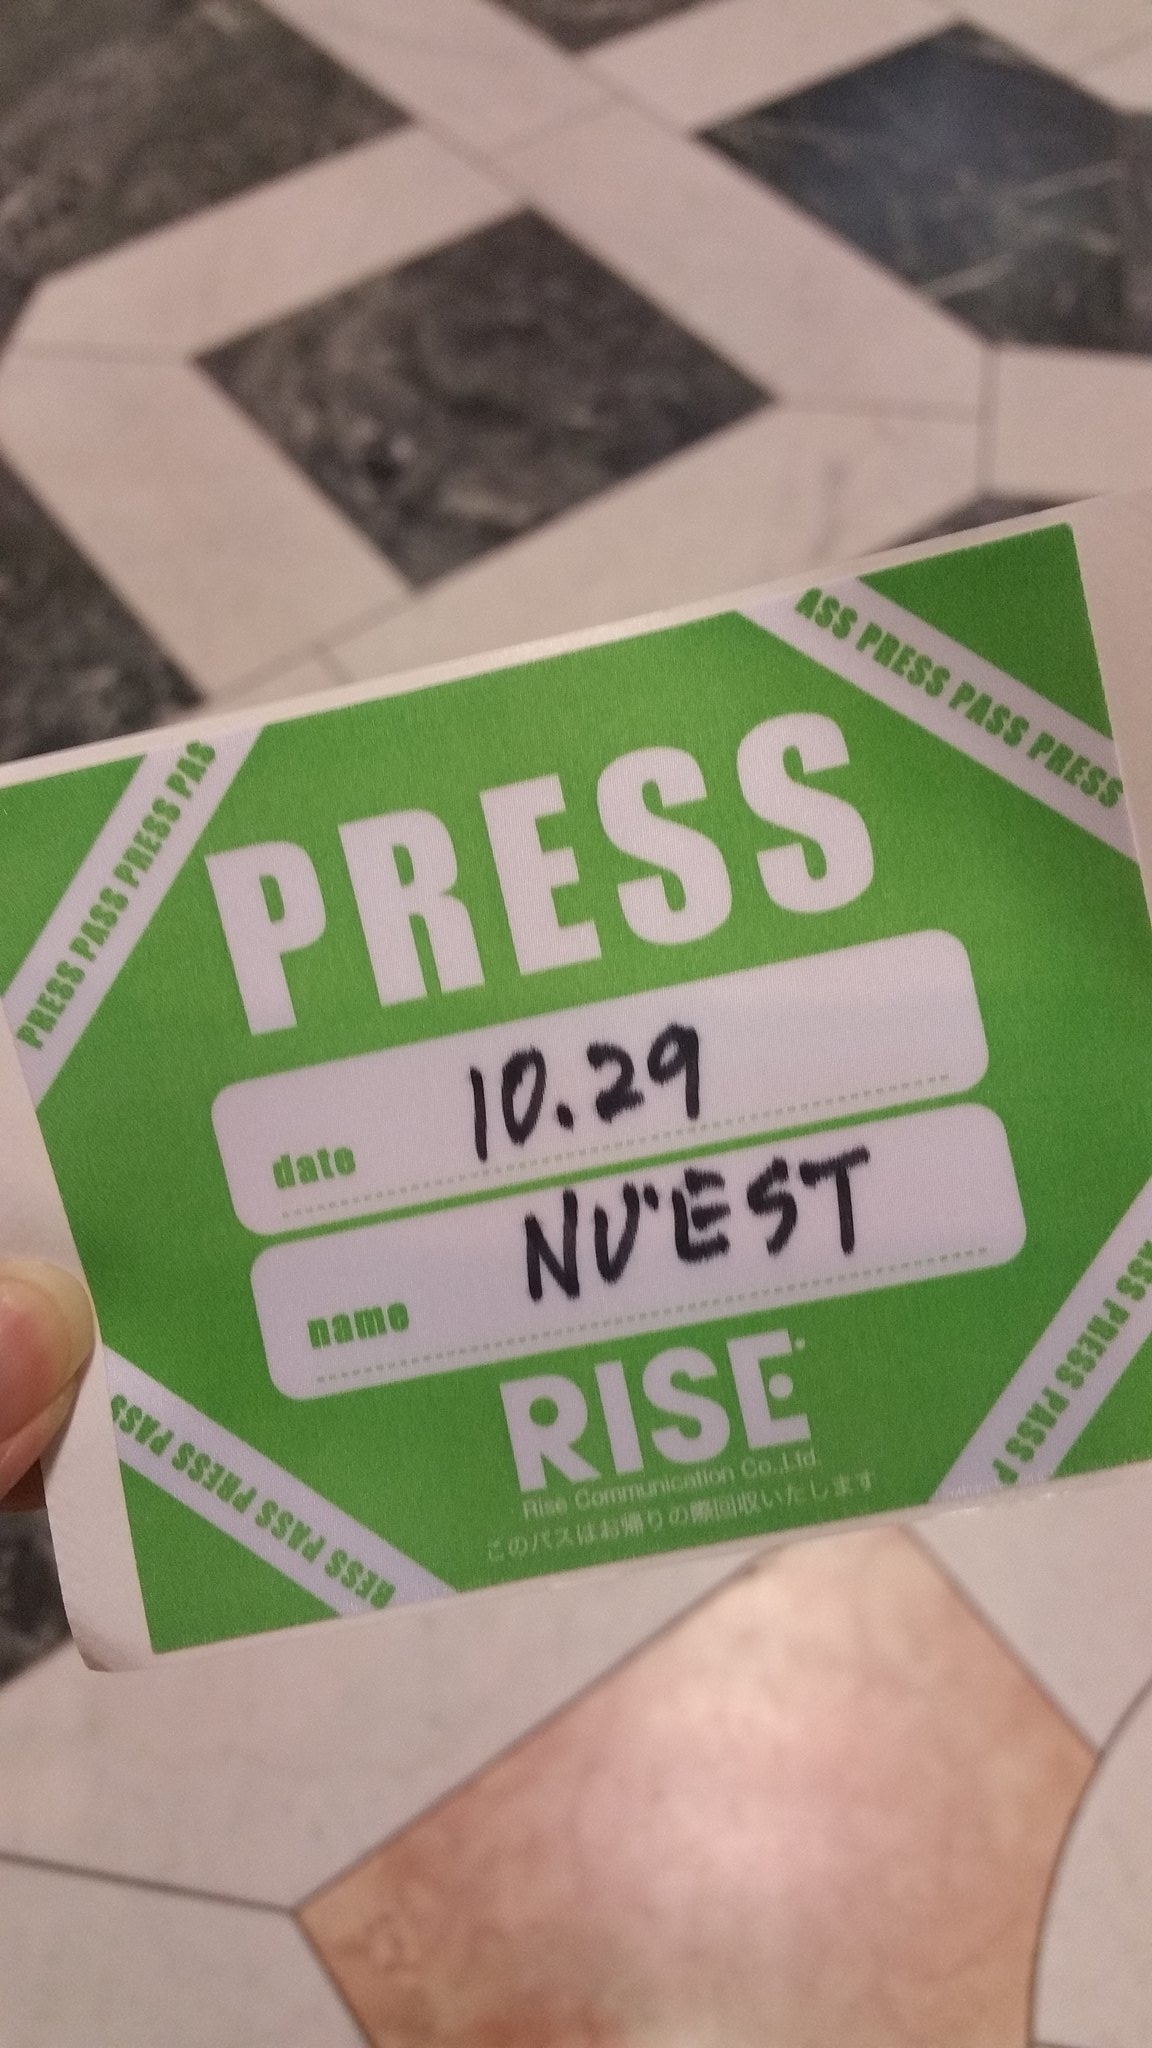 PRESS PASS PRESS PAS
ASS PRESS PASS PRESS
PRESS
date 10.29
name NU'EST
RISE
Rise Communication Co.,Ltd.
このパスはお帰りの際回収いたします
RESS PASS PRESS PASS
P PRESS PASS